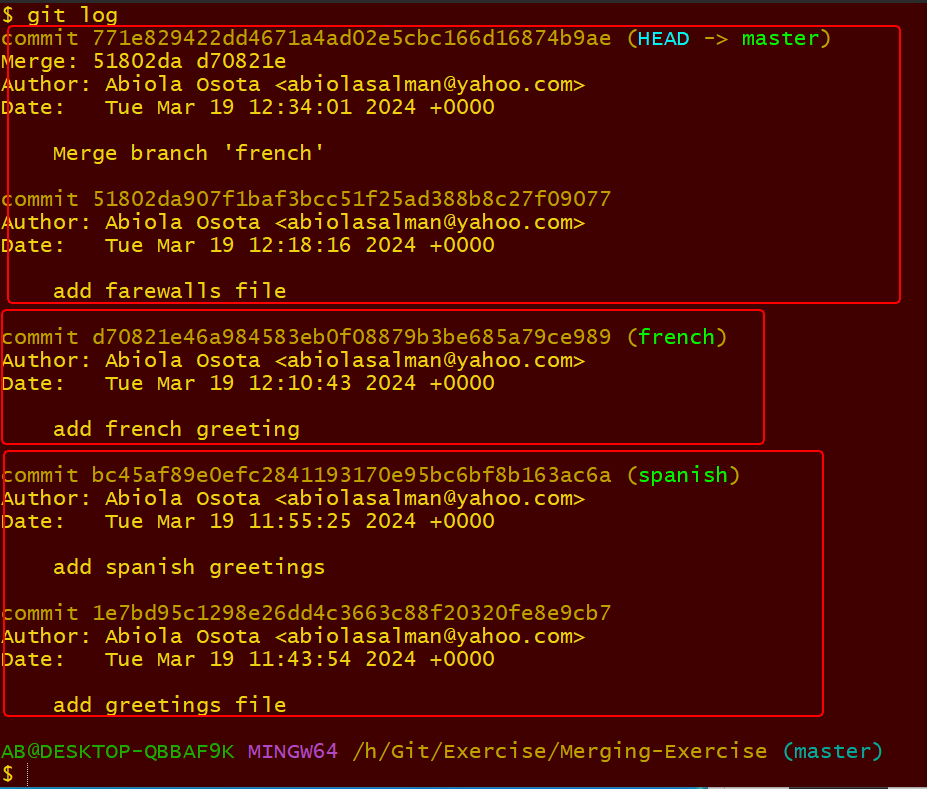 $ git log
commit 771e829422dd4671a4ad02e5cbc166d16874b9ae (HEAD -> master)
Merge: 51802da d70821e
Author: Abiola Osota <abiolasalman@yahoo.com>
Date:   Tue Mar 19 12:34:01 2024 +0000
    Merge branch 'french'
commit 51802da907f1baf3bcc51f25ad388b8c27f09077
Author: Abiola Osota <abiolasalman@yahoo.com>
Date:   Tue Mar 19 12:18:16 2024 +0000
    add farewalls file
commit d70821e46a984583eb0f08879b3be685a79ce989 (french)
Author: Abiola Osota <abiolasalman@yahoo.com>
Date:   Tue Mar 19 12:10:43 2024 +0000
    add french greeting
commit bc45af89e0efc2841193170e95bc6bf8b163ac6a (spanish)
Author: Abiola Osota <abiolasalman@yahoo.com>
Date:   Tue Mar 19 11:55:25 2024 +0000
    add spanish greetings
commit 1e7bd95c1298e26dd4c3663c88f20320fe8e9cb7
Author: Abiola Osota <abiolasalman@yahoo.com>
Date:   Tue Mar 19 11:43:54 2024 +0000
    add greetings file
AB@DESKTOP-QBBAF9K MINGW64 /h/Git/Exercise/Merging-Exercise (master)
$